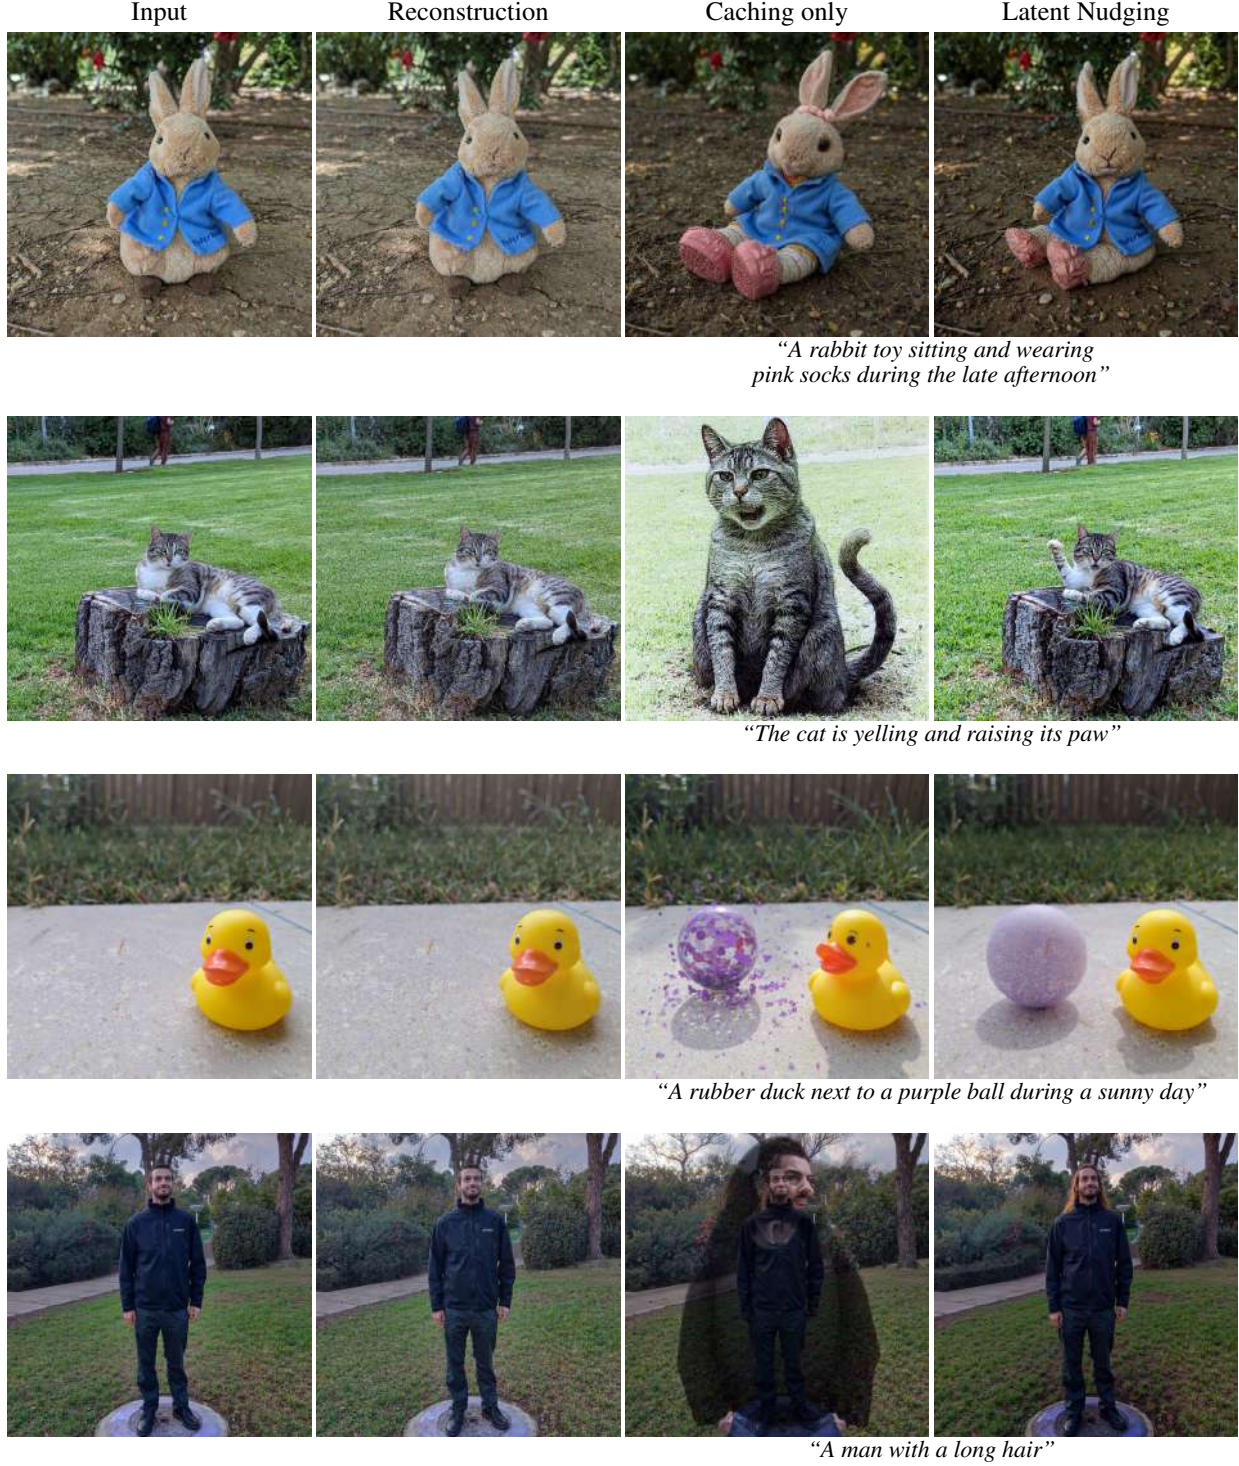 Input Reconstruction Caching only Latent Nudging
“A rabbit toy sitting and wearing
pink socks during the late afternoon”
“The cat is yelling and raising its paw”
“A rubber duck next to a purple ball during a sunny day”
“A man with a long hair”